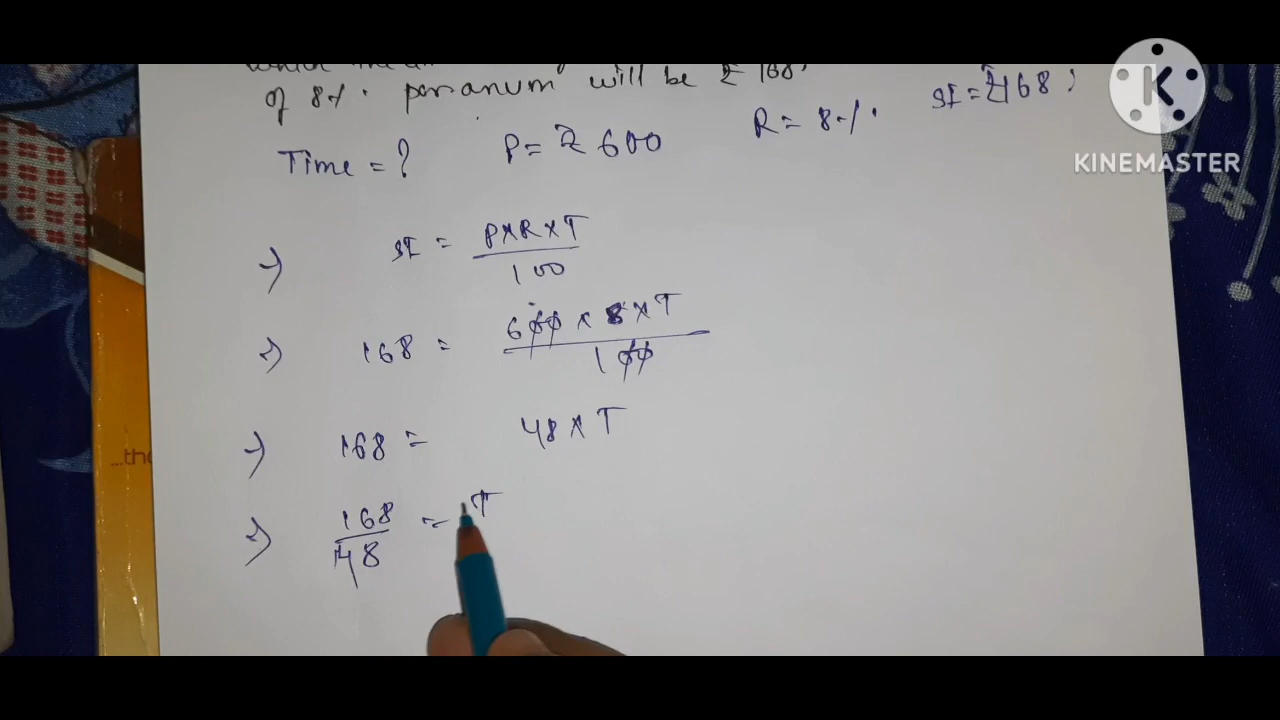 of 8%. per anum will be ₹ 168.
Time = ? P = ₹ 600 R = 8%. SI = ₹168
KINEMASTER
SI = P×R×T
100
168 = 600 × 8 × T
100
168 = 48 × T
168 = T
48
...the